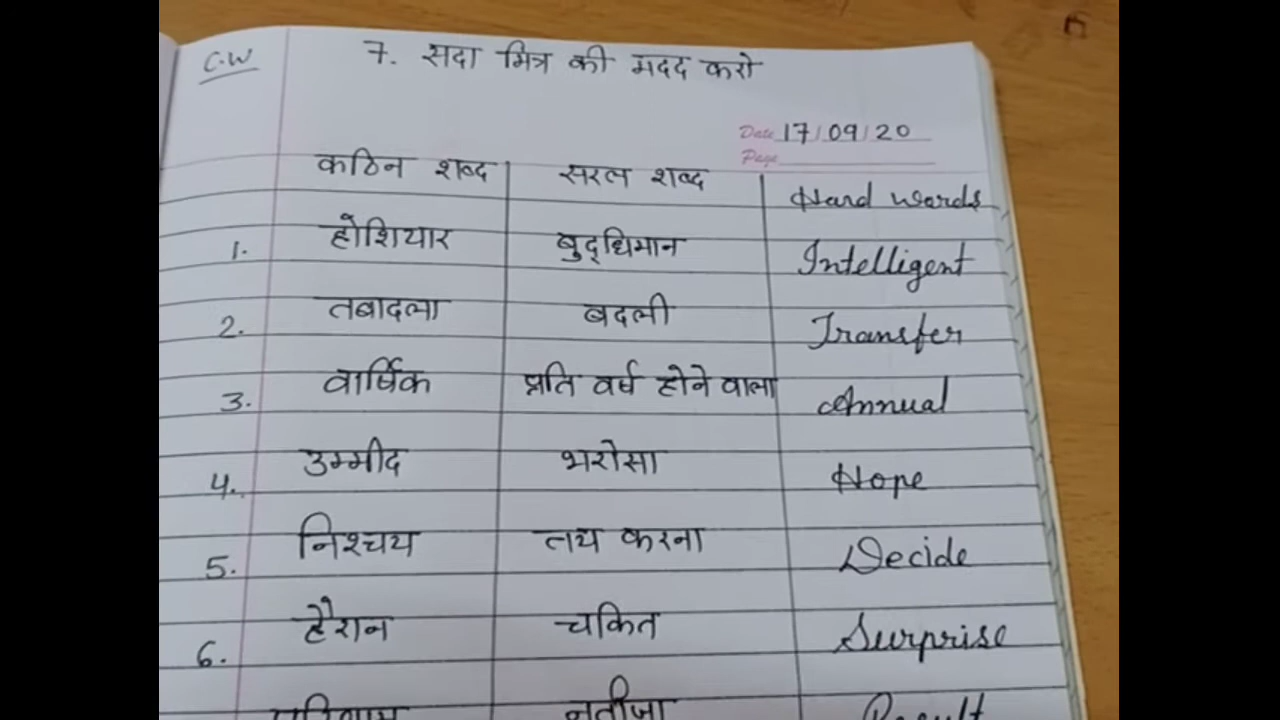 C.W
7. सदा मित्र की मदद करो
Date 17/09/20
Page
कठिन शब्द सरल शब्द Hard words
1. होशियार बुद्धिमान Intelligent
2. तबादला बदली Transfer
3. वार्षिक प्रति वर्ष होने वाला Annual
4. उम्मीद भरोसा Hope
5. निश्चय तय करना Decide
6. हैरान चकित Surprise
परिणाम नतीजा Result